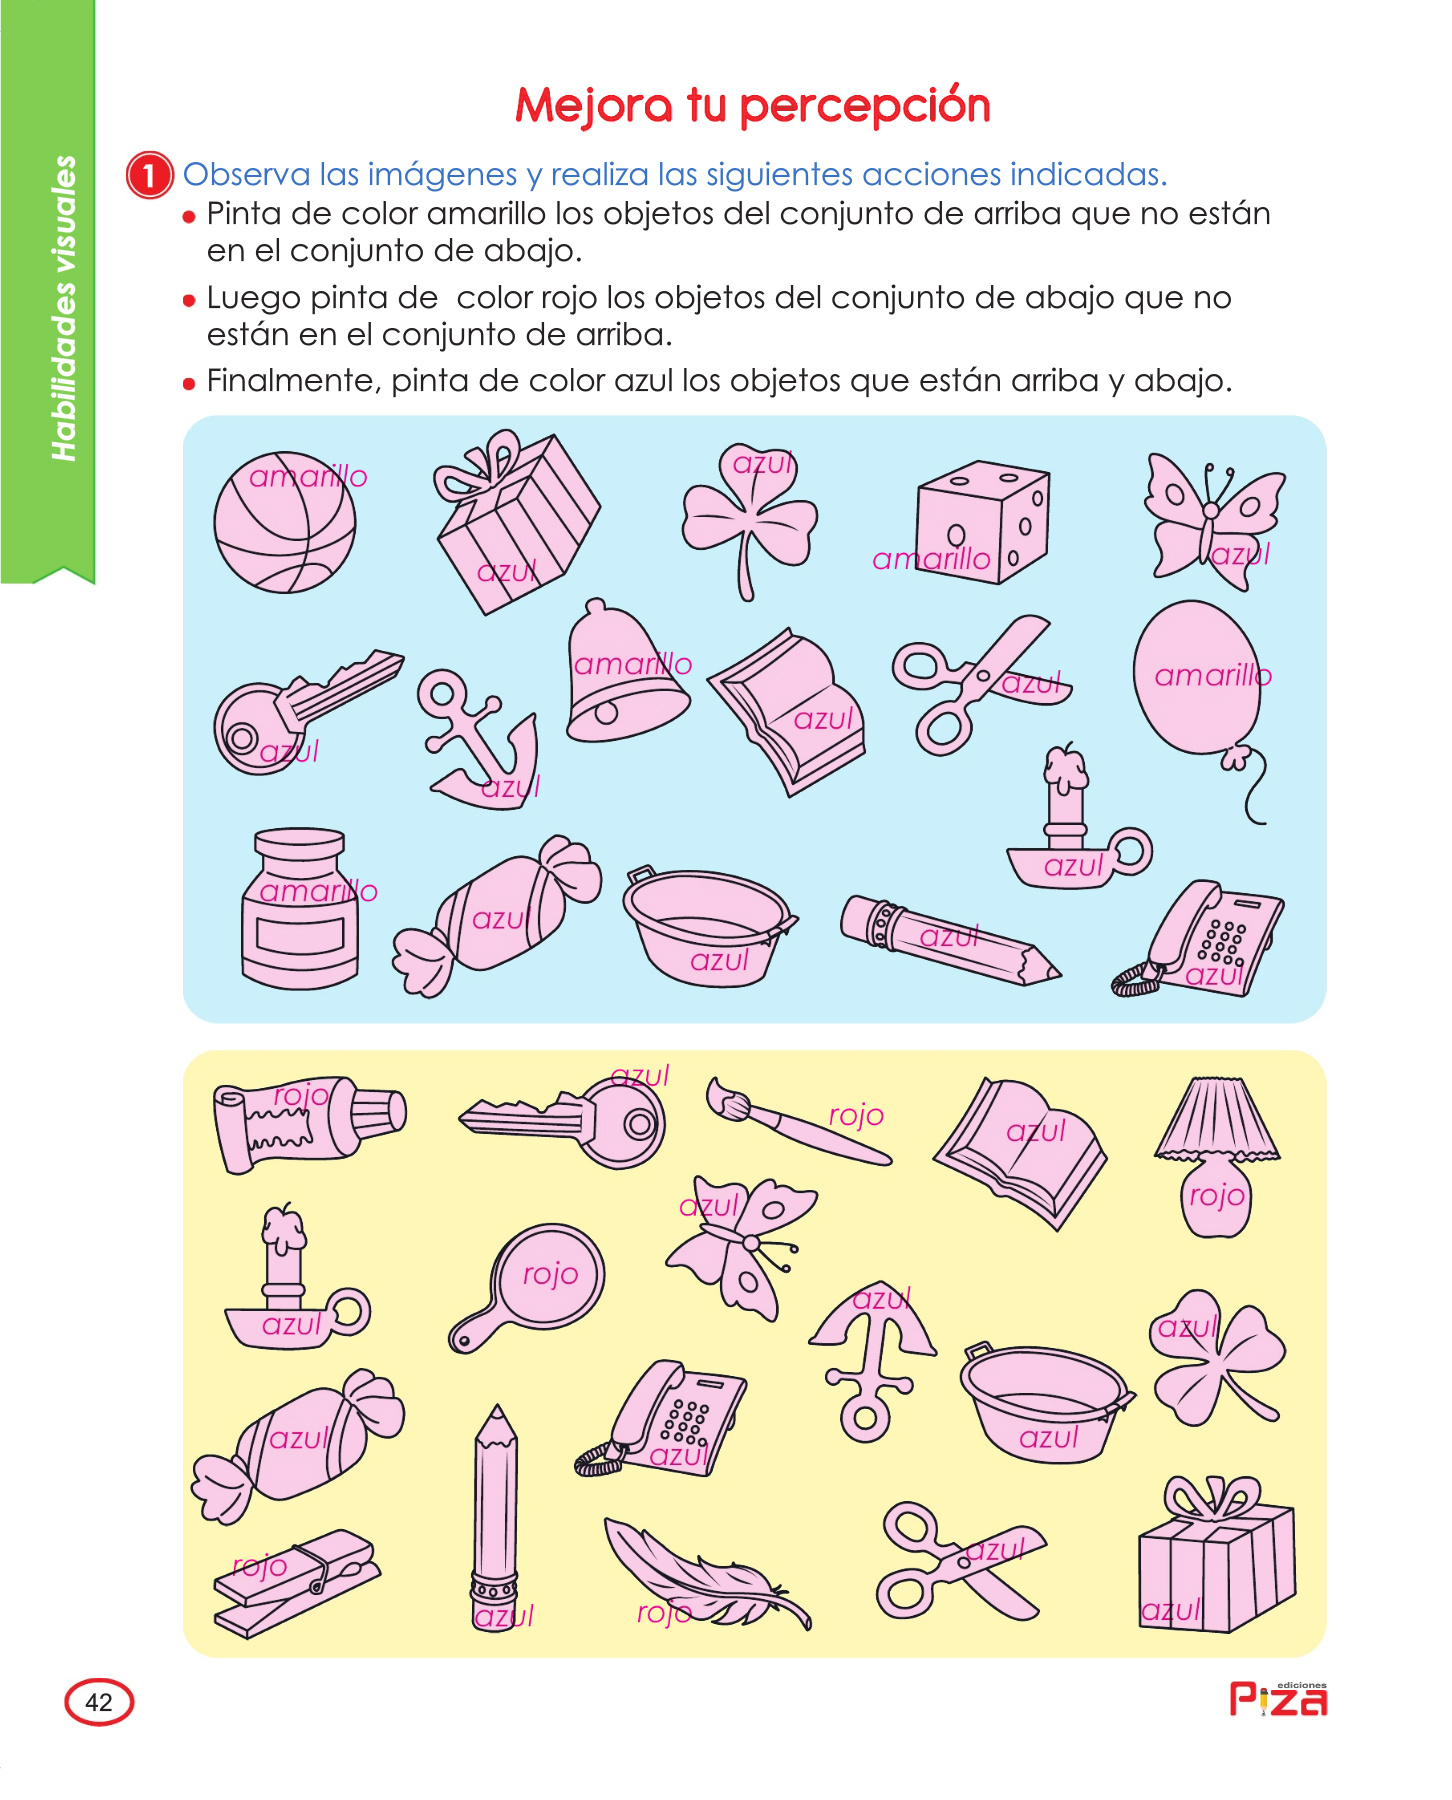 Habilidades visuales
Mejora tu percepción
1 Observa las imágenes y realiza las siguientes acciones indicadas.
• Pinta de color amarillo los objetos del conjunto de arriba que no están
en el conjunto de abajo.
• Luego pinta de color rojo los objetos del conjunto de abajo que no
están en el conjunto de arriba.
• Finalmente, pinta de color azul los objetos que están arriba y abajo.
amarillo
azul
azul
amarillo
azul
azul
azul
amarillo
azul
azul
amarillo
azul
amarillo
azul
azul
azul
azul
rojo
azul
rojo
azul
rojo
azul
rojo
azul
azul
azul
azul
azul
azul
azul
rojo
azul
rojo
azul
azul
42
ediciones
Piza